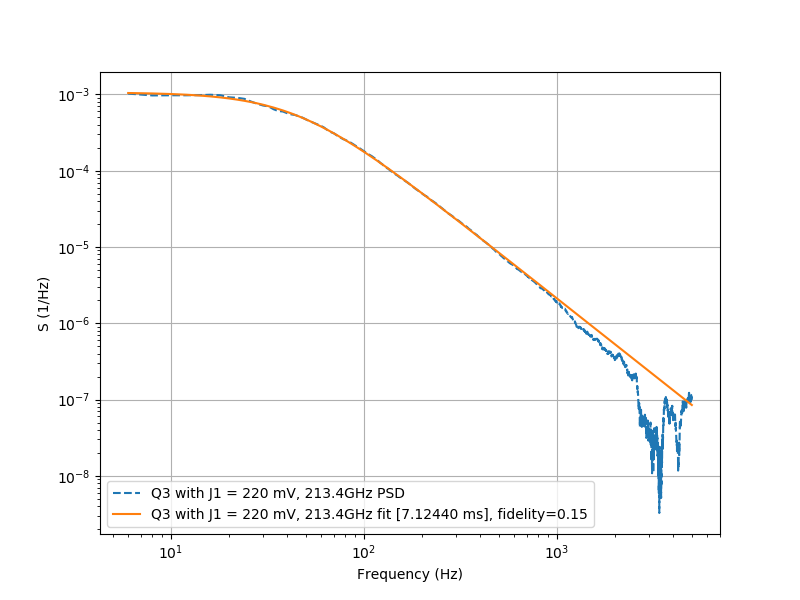 10⁻³
10⁻⁴
10⁻⁵
10⁻⁶
10⁻⁷
10⁻⁸
S (1/Hz)
Q3 with J1 = 220 mV, 213.4GHz PSD
Q3 with J1 = 220 mV, 213.4GHz fit [7.12440 ms], fidelity=0.15
10¹ 10² 10³
Frequency (Hz)